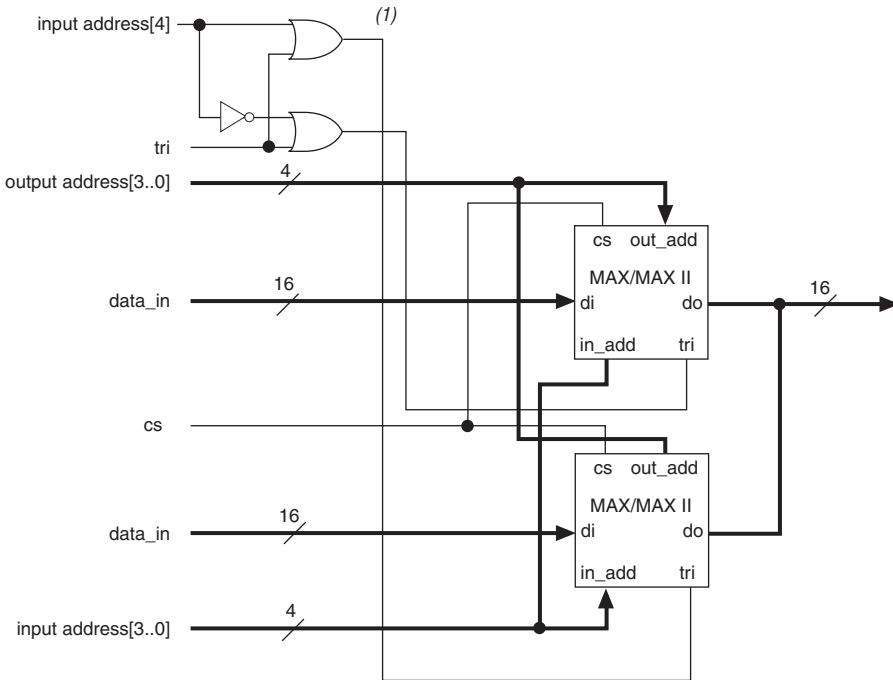 input address[4]
(1)
tri
output address[3..0]
4
cs out_add
MAX/MAX II
data_in
16
di do
16
in_add tri
cs
cs out_add
MAX/MAX II
data_in
16
di do
in_add tri
input address[3..0]
4